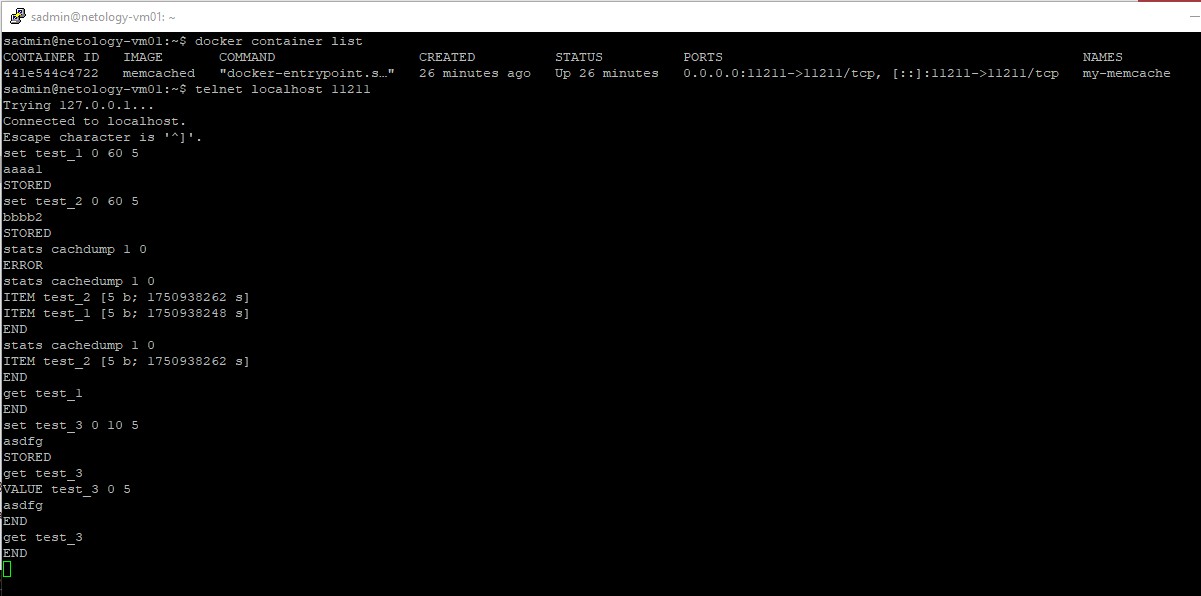 sadmin@netology-vm01: ~
sadmin@netology-vm01:~$ docker container list
CONTAINER ID   IMAGE       COMMAND                  CREATED          STATUS          PORTS                                             NAMES
441e544c4722   memcached   "docker-entrypoint.s…"   26 minutes ago   Up 26 minutes   0.0.0.0:11211->11211/tcp, [::]:11211->11211/tcp   my-memcache
sadmin@netology-vm01:~$ telnet localhost 11211
Trying 127.0.0.1...
Connected to localhost.
Escape character is '^]'.
set test_1 0 60 5
aaaa1
STORED
set test_2 0 60 5
bbbb2
STORED
stats cachdump 1 0
ERROR
stats cachedump 1 0
ITEM test_2 [5 b; 1750938262 s]
ITEM test_1 [5 b; 1750938248 s]
END
stats cachedump 1 0
ITEM test_2 [5 b; 1750938262 s]
END
get test_1
END
set test_3 0 10 5
asdfg
STORED
get test_3
VALUE test_3 0 5
asdfg
END
get test_3
END